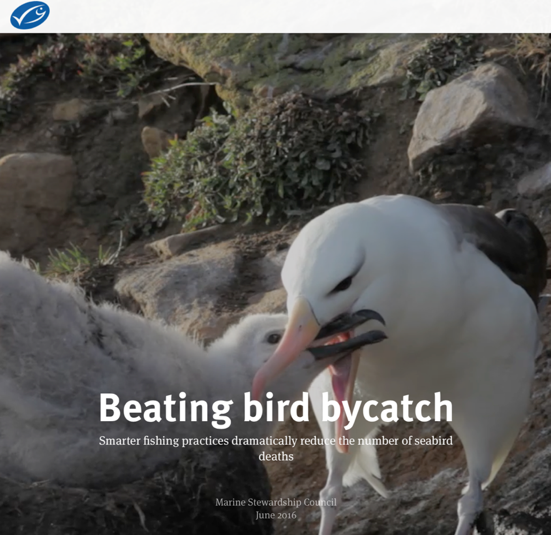 Beating bird bycatch
Smarter fishing practices dramatically reduce the number of seabird
deaths
Marine Stewardship Council
June 2016